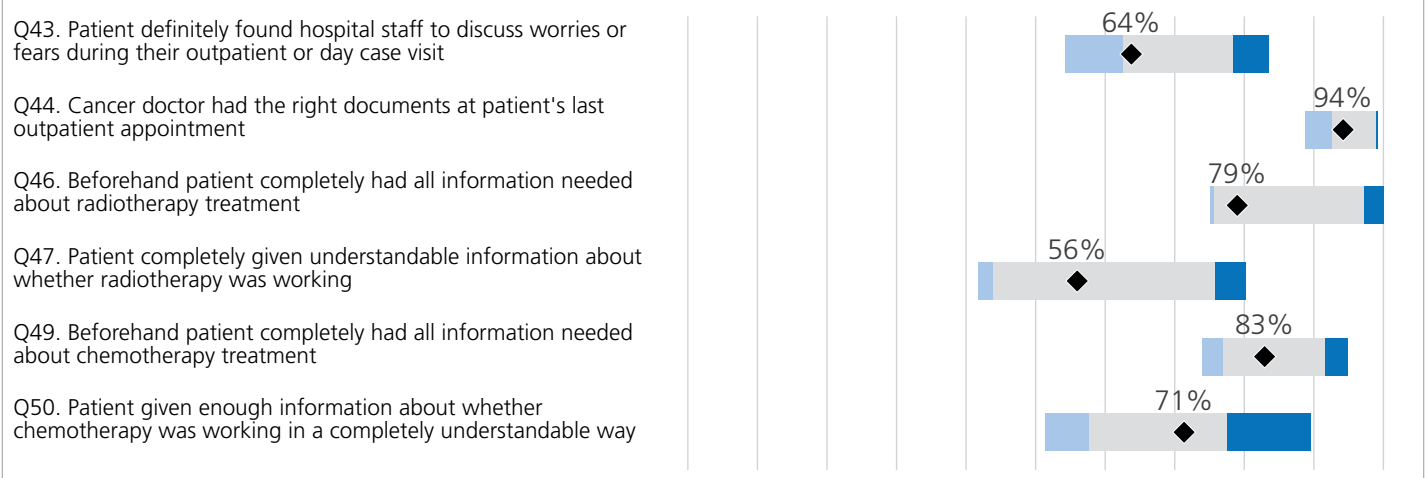 Q43. Patient definitely found hospital staff to discuss worries or
fears during their outpatient or day case visit
64%
Q44. Cancer doctor had the right documents at patient's last
outpatient appointment
94%
Q46. Beforehand patient completely had all information needed
about radiotherapy treatment
79%
Q47. Patient completely given understandable information about
whether radiotherapy was working
56%
Q49. Beforehand patient completely had all information needed
about chemotherapy treatment
83%
Q50. Patient given enough information about whether
chemotherapy was working in a completely understandable way
71%